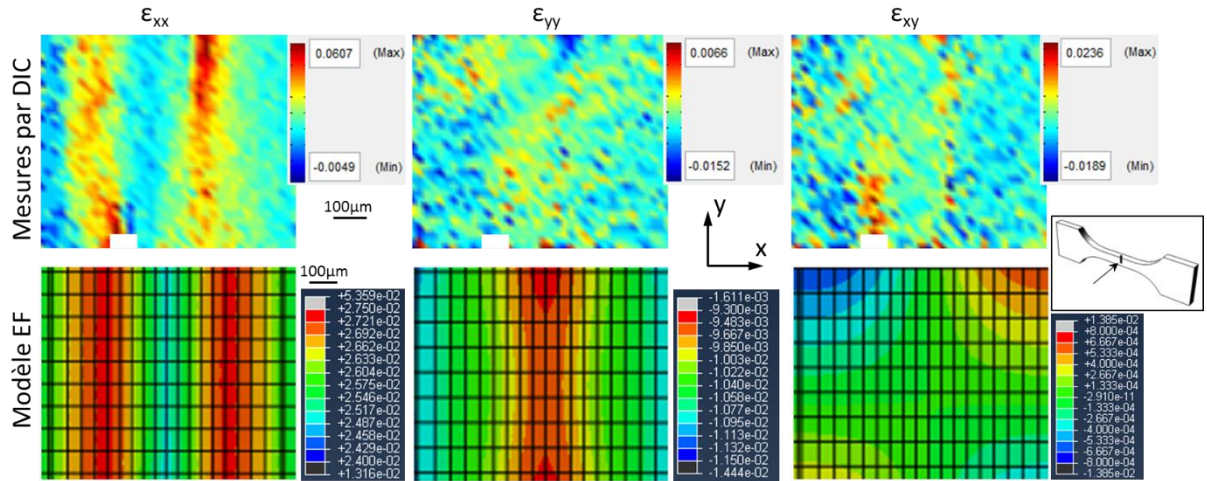 εxx εyy εxy
Mesures par DIC
0.0607 (Max)
-0.0049 (Min)
0.0066 (Max)
-0.0152 (Min)
0.0236 (Max)
-0.0189 (Min)
100µm
y
x
Modèle EF
100µm
+5.359e-02
+2.750e-02
+2.721e-02
+2.692e-02
+2.662e-02
+2.633e-02
+2.604e-02
+2.575e-02
+2.546e-02
+2.517e-02
+2.487e-02
+2.458e-02
+2.429e-02
+2.400e-02
+1.316e-02
-1.611e-03
-9.300e-03
-9.483e-03
-9.667e-03
-9.850e-03
-1.003e-02
-1.022e-02
-1.040e-02
-1.058e-02
-1.077e-02
-1.095e-02
-1.113e-02
-1.132e-02
-1.150e-02
-1.444e-02
+1.385e-02
+8.000e-04
+6.667e-04
+5.333e-04
+4.000e-04
+2.667e-04
+1.333e-04
-2.910e-11
-1.333e-04
-2.667e-04
-4.000e-04
-5.333e-04
-6.667e-04
-8.000e-04
-1.385e-02